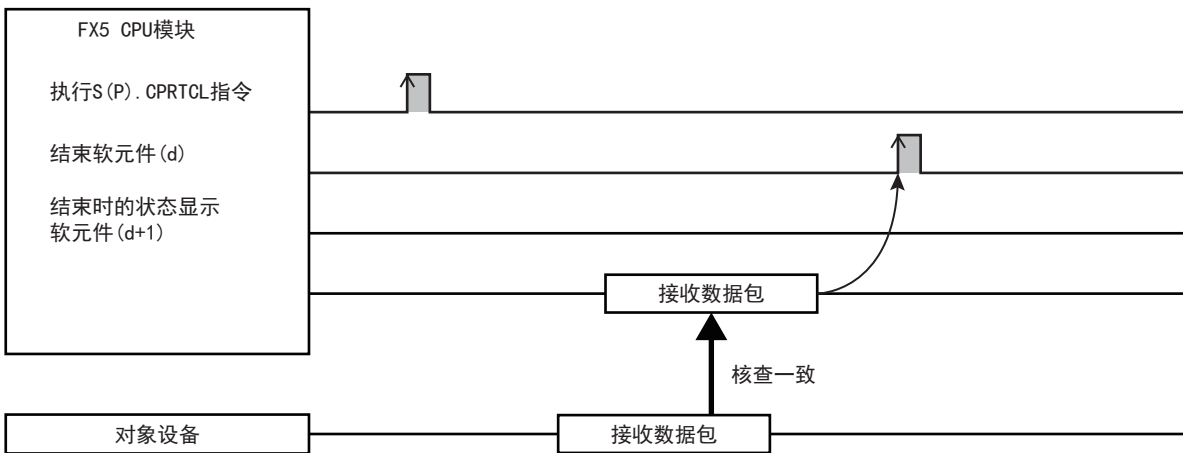 FX5 CPU模块
执行S(P).CPRTCL指令
结束软元件(d)
结束时的状态显示
软元件(d+1)
接收数据包
核查一致
对象设备
接收数据包